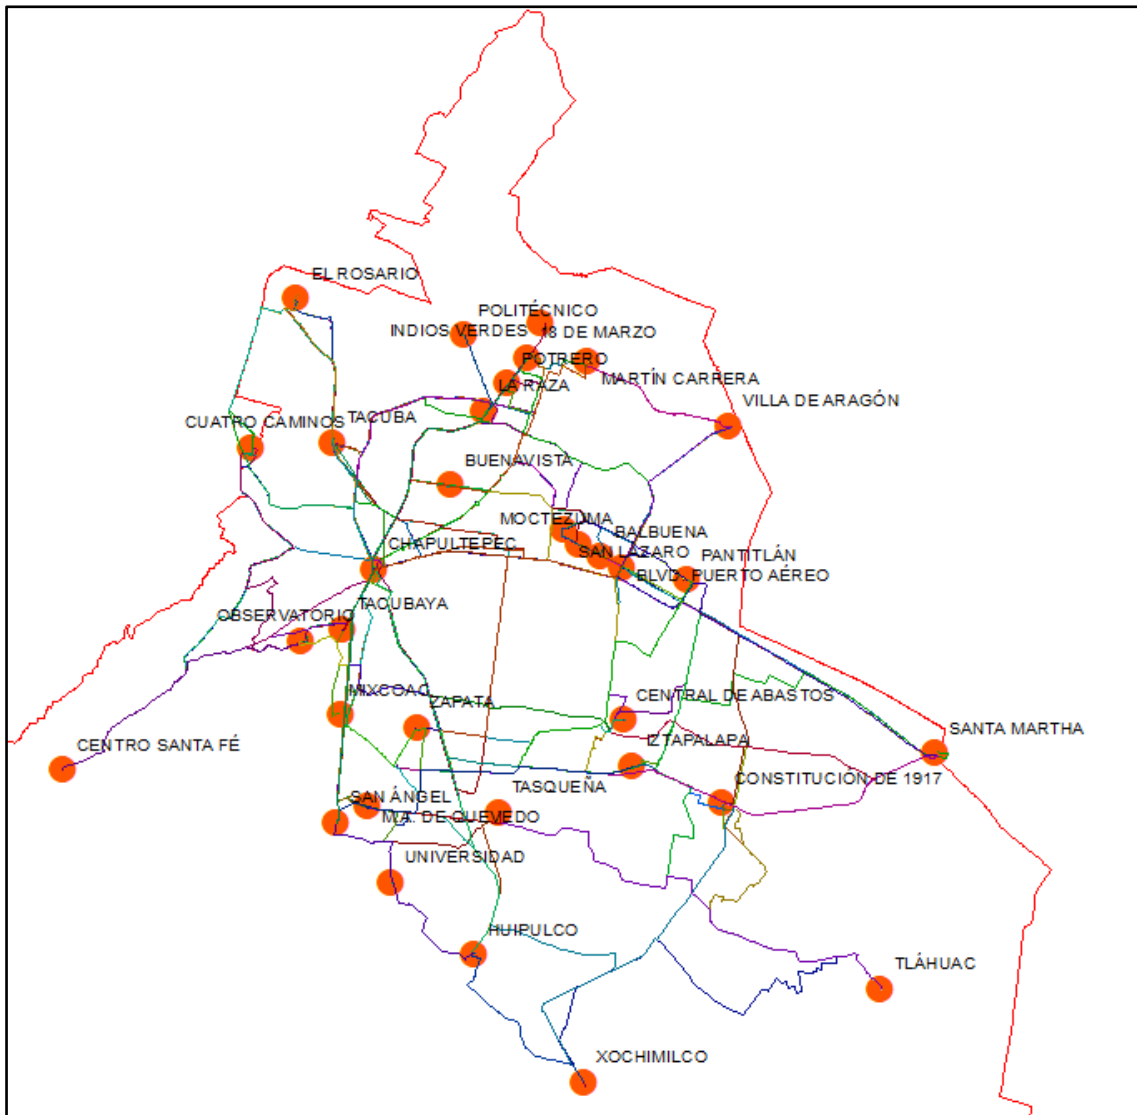 EL ROSARIO
POLITÉCNICO
INDIOS VERDES
18 DE MARZO
POTRERO
MARTÍN CARRERA
LA RAZA
VILLA DE ARAGÓN
CUATRO CAMINOS
TACUBA
BUENAVISTA
MOCTEZUMA
BALBUENA
CHAPULTEPEC
SAN LÁZARO
PANTITLÁN
BLVD. PUERTO AÉREO
TACUBAYA
OBSERVATORIO
MIXCOAC
ZAPATA
CENTRAL DE ABASTOS
SANTA MARTHA
CENTRO SANTA FÉ
IZTAPALAPA
CONSTITUCIÓN DE 1917
TASQUEÑA
SAN ÁNGEL
M.A. DE QUEVEDO
UNIVERSIDAD
HUIPULCO
TLÁHUAC
XOCHIMILCO